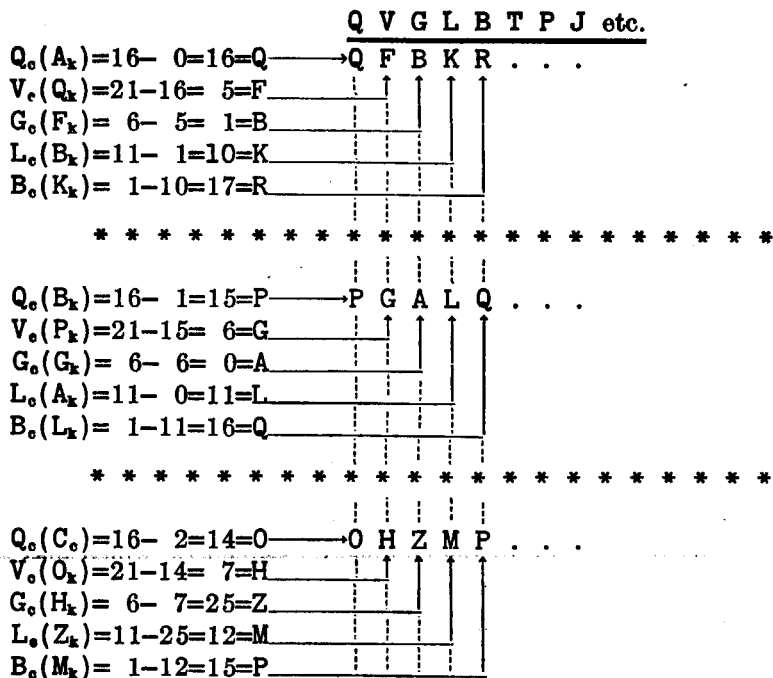 Q V G L B T P J etc.
Qc(Ak)=16– 0=16=Q → Q F B K R . . .
Vc(Qk)=21–16= 5=F
Gc(Fk)= 6– 5= 1=B
Lc(Bk)=11– 1=10=K
Bc(Kk)= 1–10=17=R
* * * * * * * * * * * * * * * * * * * * * *
Qc(Bk)=16– 1=15=P → P G A L Q . . .
Vc(Pk)=21–15= 6=G
Gc(Gk)= 6– 6= 0=A
Lc(Ak)=11– 0=11=L
Bc(Lk)= 1–11=16=Q
* * * * * * * * * * * * * * * * * * * * * *
Qc(Cc)=16– 2=14=O → O H Z M P . . .
Vc(Ok)=21–14= 7=H
Gc(Hk)= 6– 7=25=Z
Lc(Zk)=11–25=12=M
Bc(Mk)= 1–12=15=P